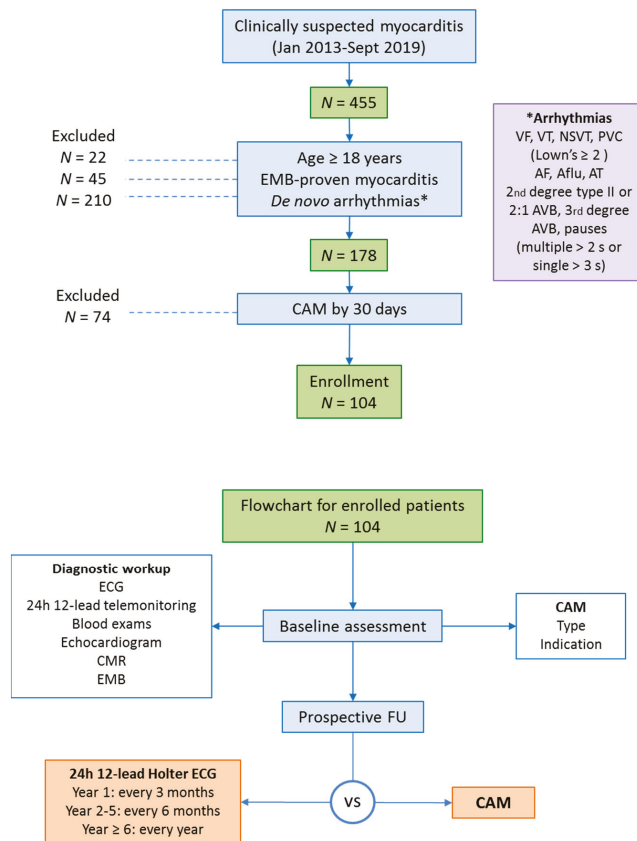 Clinically suspected myocarditis
(Jan 2013-Sept 2019)
N = 455
Excluded
N = 22
N = 45
N = 210
Age ≥ 18 years
EMB-proven myocarditis
De novo arrhythmias*
*Arrhythmias
VF, VT, NSVT, PVC
(Lown's ≥ 2 )
AF, Aflu, AT
2nd degree type II or
2:1 AVB, 3rd degree
AVB, pauses
(multiple > 2 s or
single > 3 s)
N = 178
Excluded
N = 74
CAM by 30 days
Enrollment
N = 104
Flowchart for enrolled patients
N = 104
Diagnostic workup
ECG
24h 12-lead telemonitoring
Blood exams
Echocardiogram
CMR
EMB
Baseline assessment
CAM
Type
Indication
Prospective FU
24h 12-lead Holter ECG
Year 1: every 3 months
Year 2-5: every 6 months
Year ≥ 6: every year
VS
CAM